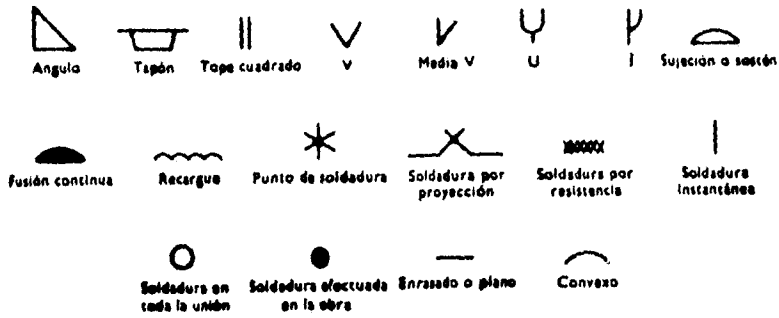 Angulo Tapón Tope cuadrado V Media V U J Sujeción o sostén
Fusión continua Recargue Punto de soldadura Soldadura por proyección Soldadura por resistencia Soldadura Instantánea
Soldadura en toda la unión Soldadura efectuada en la obra Enrasado o plano Convexo